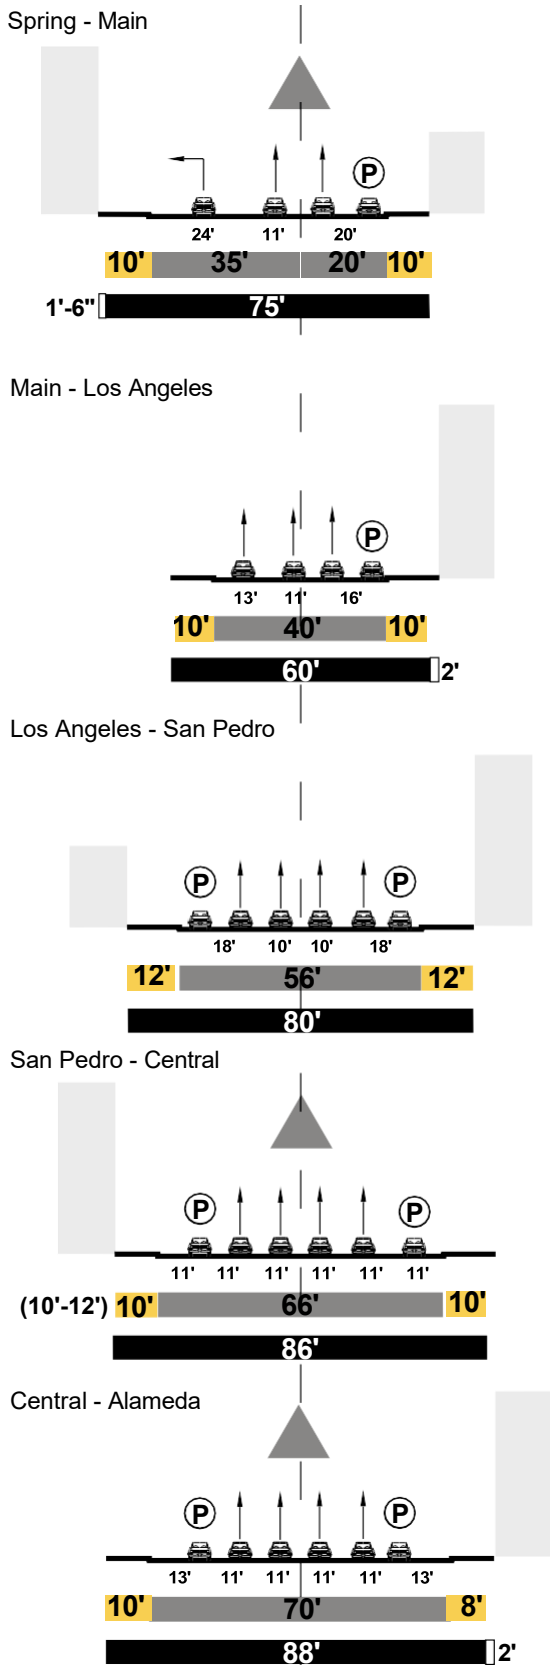 Spring - Main
P
24' 11' 20'
10' 35' 20' 10'
1'-6" 75'
Main - Los Angeles
P
13' 11' 16'
10' 40' 10'
60' 2'
Los Angeles - San Pedro
P P
18' 10' 10' 18'
12' 56' 12'
80'
San Pedro - Central
P P
11' 11' 11' 11' 11' 11'
(10'-12') 10' 66' 10'
86'
Central - Alameda
P P
13' 11' 11' 11' 11' 13'
10' 70' 8'
88' 2'